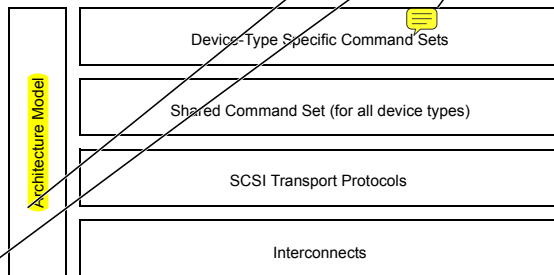 Architecture Model
Device-Type Specific Command Sets
Shared Command Set (for all device types)
SCSI Transport Protocols
Interconnects